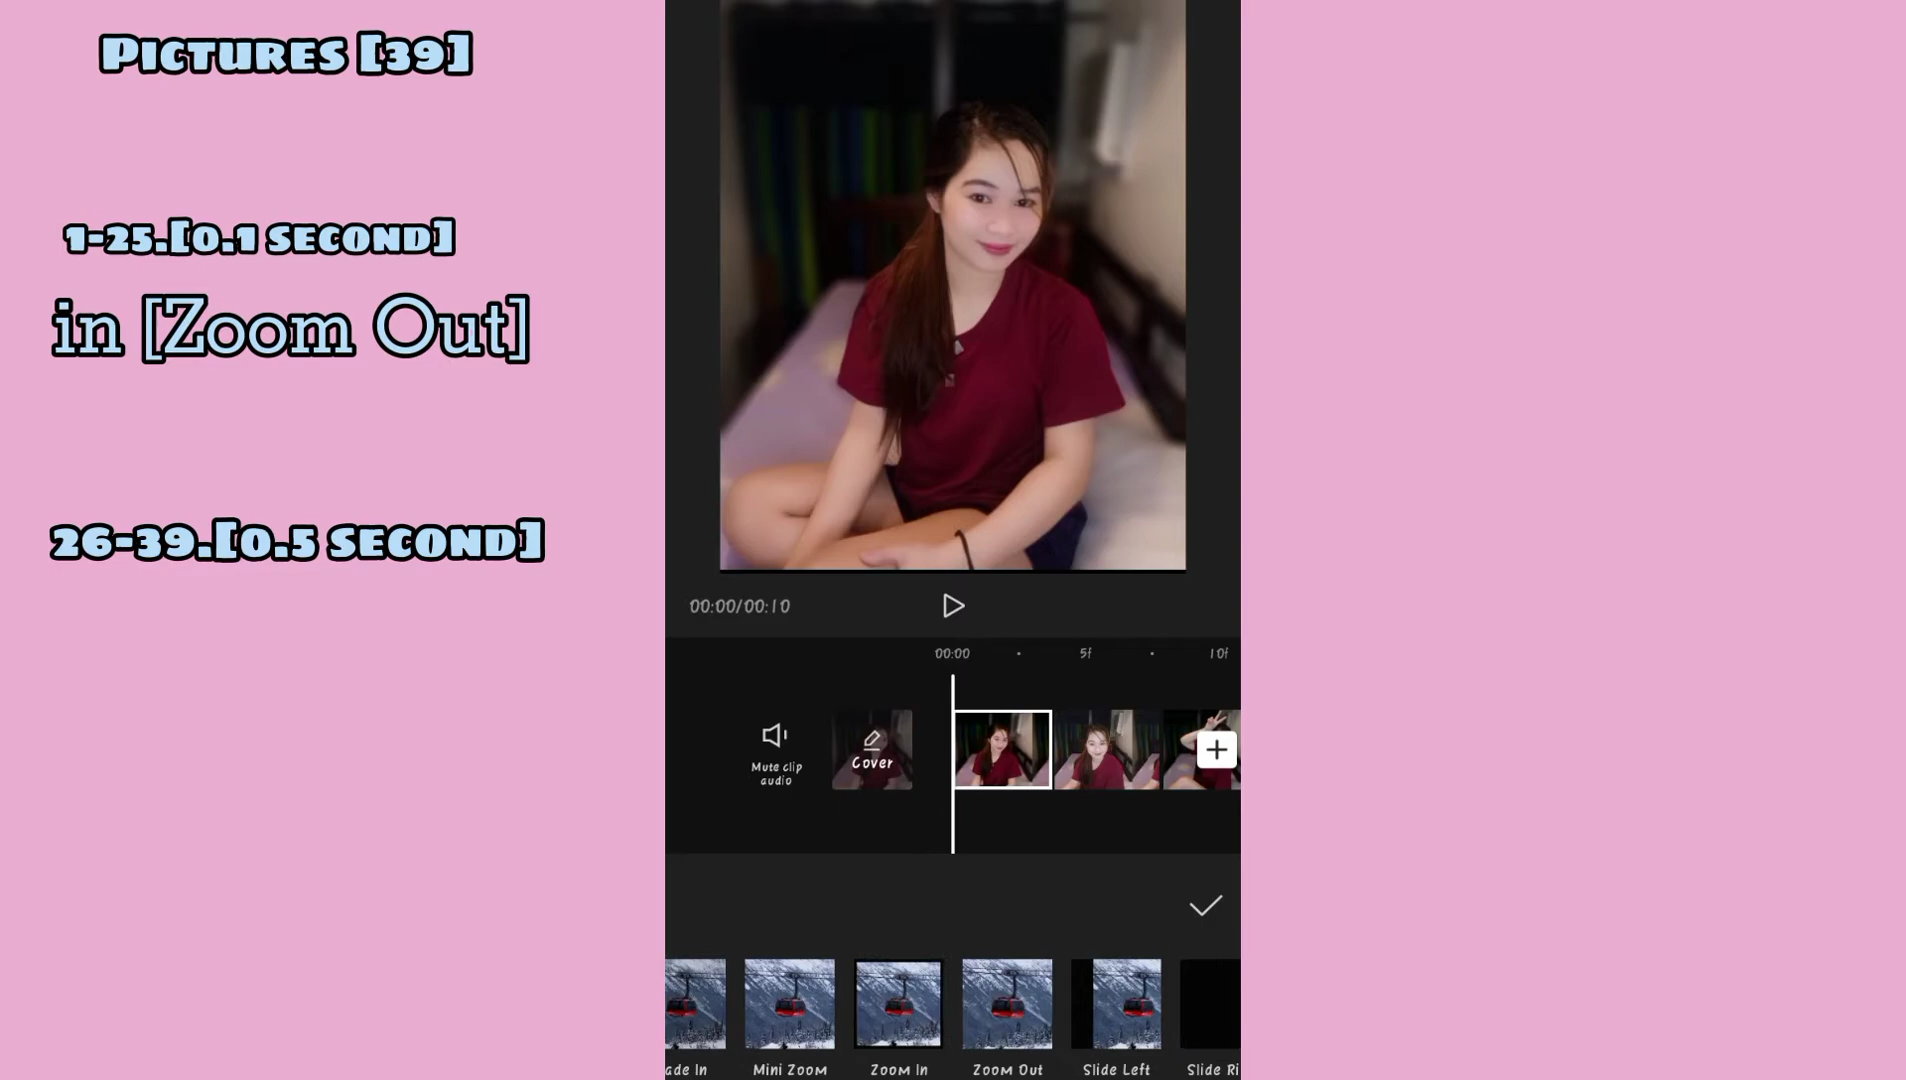 Pictures [39]
1-25.[0.1 second]
in [Zoom Out]
26-39.[0.5 second]
00:00/00:10
00:00
5f
10f
Mute clip
audio
Cover
ade In
Mini Zoom
Zoom In
Zoom Out
Slide Left
Slide Ri